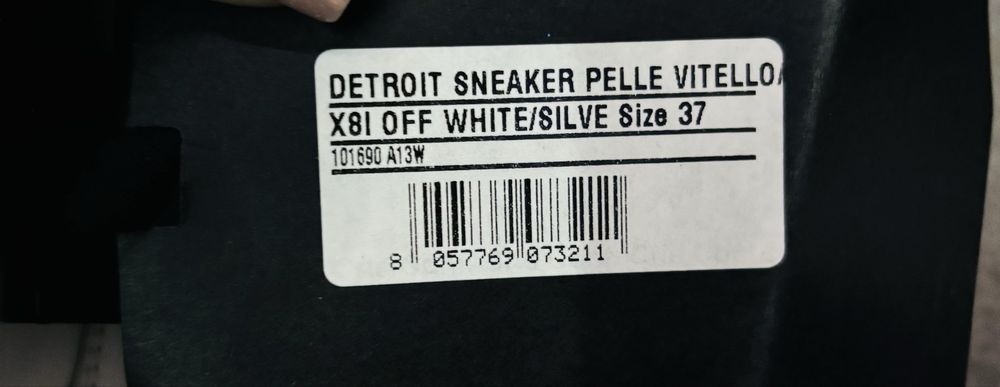 DETROIT SNEAKER PELLE VITELLO/
X8I OFF WHITE/SILVE Size 37
101690 A13W
8 057769 073211